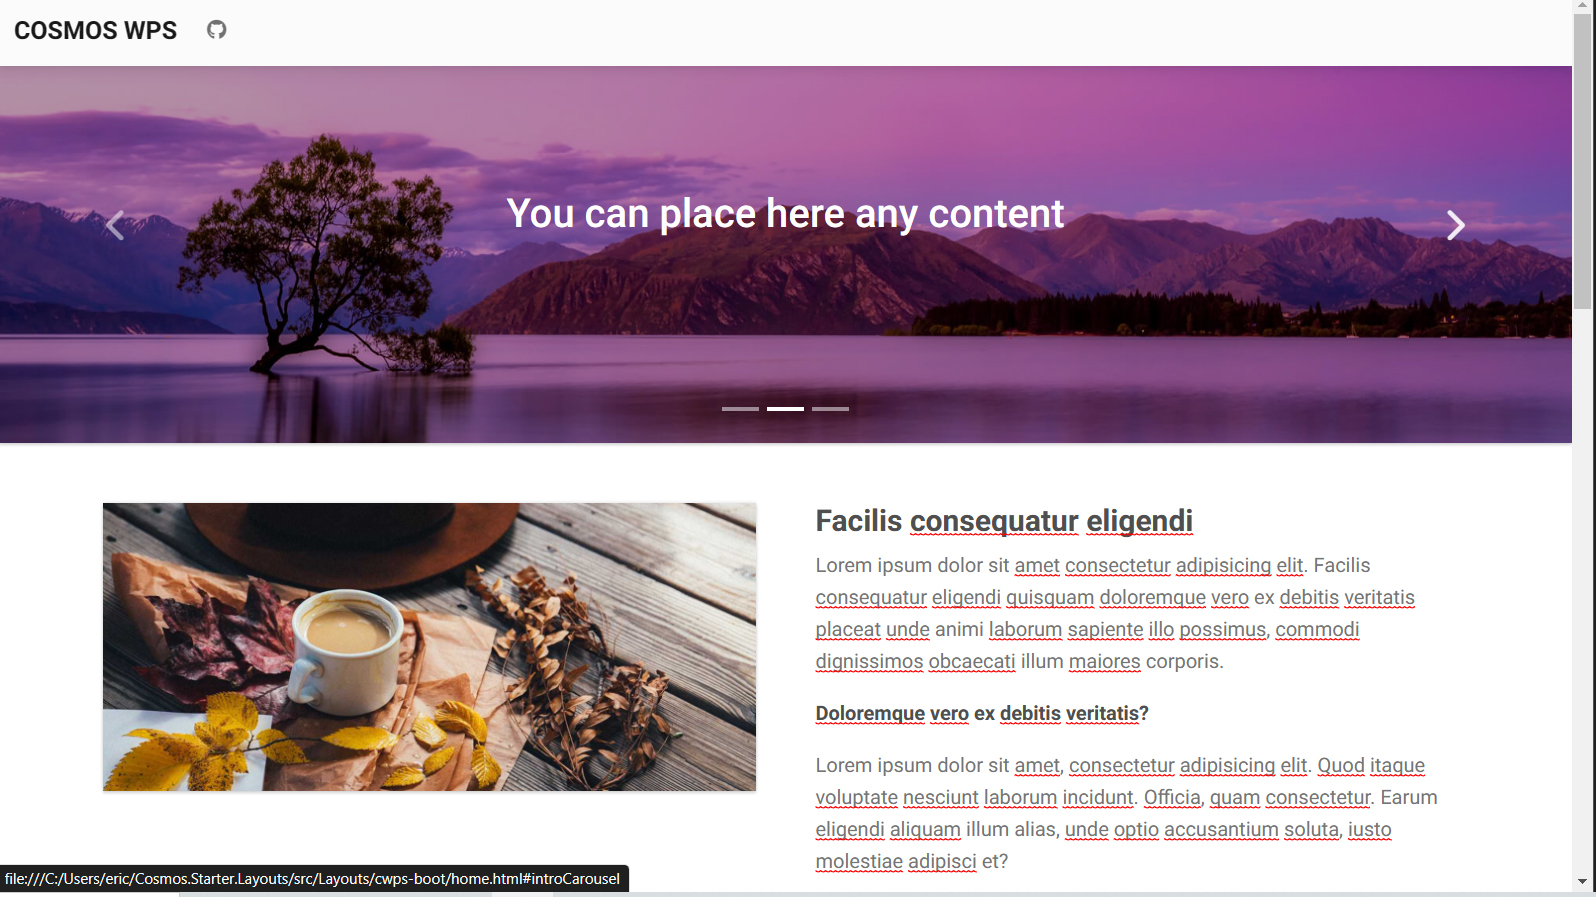 COSMOS WPS
You can place here any content
Facilis consequatur eligendi
Lorem ipsum dolor sit amet consectetur adipisicing elit. Facilis
consequatur eligendi quisquam doloremque vero ex debitis veritatis
placeat unde animi laborum sapiente illo possimus, commodi
dignissimos obcaecati illum maiores corporis.
Doloremque vero ex debitis veritatis?
Lorem ipsum dolor sit amet, consectetur adipisicing elit. Quod itaque
voluptate nesciunt laborum incidunt. Officia, quam consectetur. Earum
eligendi aliquam illum alias, unde optio accusantium soluta, iusto
molestiae adipisci et?
file:///C:/Users/eric/Cosmos.Starter.Layouts/src/Layouts/cwps-boot/home.html#introCarousel